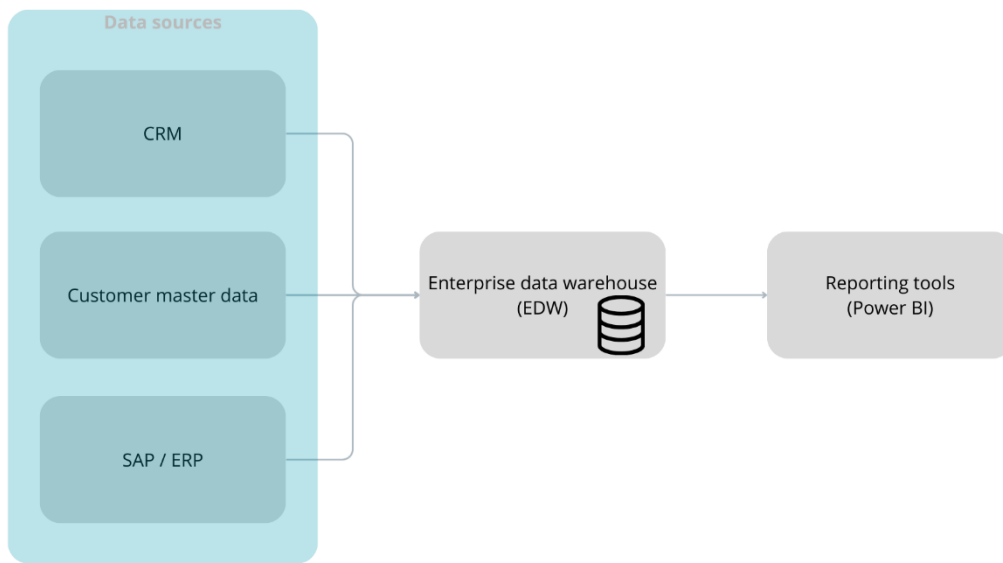 Data sources
CRM
Customer master data
SAP / ERP
Enterprise data warehouse
(EDW)
Reporting tools
(Power BI)